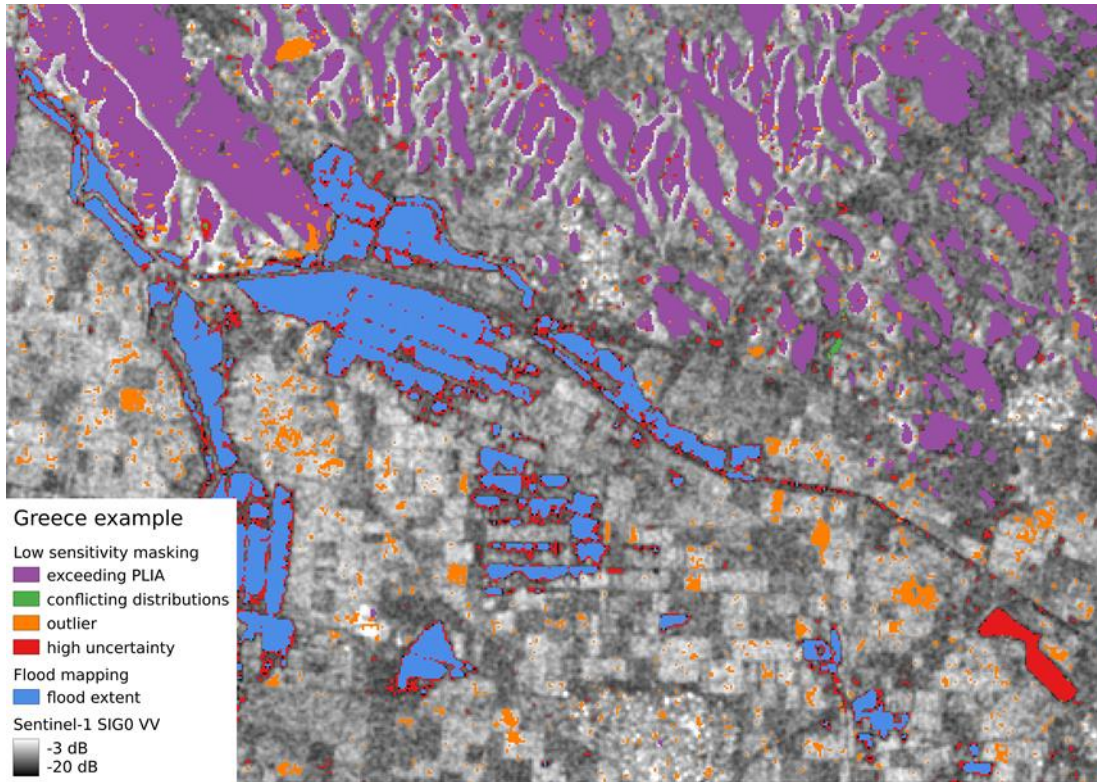 Greece example
Low sensitivity masking
exceeding PLIA
conflicting distributions
outlier
high uncertainty
Flood mapping
flood extent
Sentinel-1 SIG0 VV
-3 dB
-20 dB